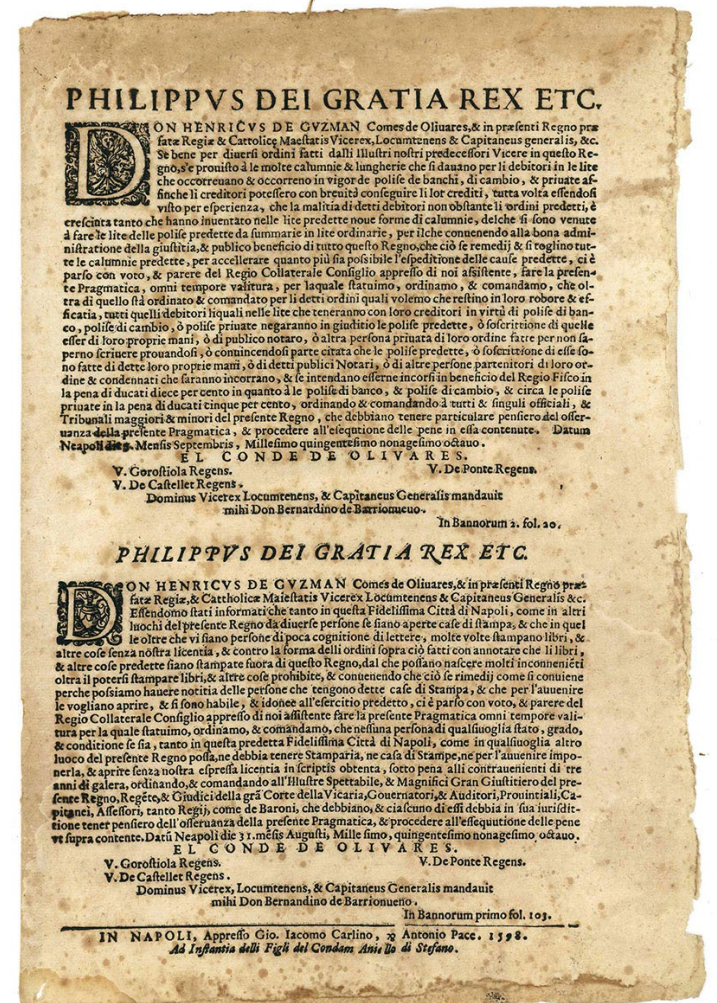 PHILIPPVS DEI GRATIA REX ETC.
DON HENRICVS DE GVZMAN Comes de Oliuares, & in præsenti Regno præ
fatæ Regiæ & Cattolicę Maestatis Vicerex, Locumtenens & Capitaneus generalis, &c.
Se bene per diuersi ordini fatti dalli Illustri nostri predecessori Vicere in questo Re-
gno, s'e prouisto à le molte calumnie & lungherie che si dauano per li debitori in le lite
che occorreuano & occorreno in vigor de polise de banchi, di cambio, & priuate af-
finche li creditori potessero con breuità conseguire li lor crediti, tutta volta essendosi
visto per esperienza, che la malitia di detti debitori non obstante li ordini predetti, è
cresciuta tanto che hanno inuentato nelle lite predette noue forme di calumnie, delche si sono venute
à fare le lite delle polise predette da summarie in lite ordinarie, per ilche conuenendo alla bona admi-
nistratione della giustitia, & publico beneficio di tutto questo Regno, che ciò se remedij & si toglino tut-
te le calumnie predette, per accellerare quanto più sia possibile l'espeditione delle cause predette, ci è
parso con voto, & parere del Regio Collaterale Consiglio appresso di noi assistente, fare la presen-
te Pragmatica, omni tempore valitura, per laquale statuimo, ordinamo, & comandamo, che ol-
tra di quello stà ordinato & comandato per li detti ordini quali volemo che restino in loro robore & ef-
ficatia, tutti quelli debitori liquali nelle lite che teneranno con loro creditori in virtù di polise di ban-
co, polise di cambio, ò polise priuate negaranno in giuditio le polise predette, ò soscrittione di quelle
esser di loro proprie mani, ò di publico notaro, ò altra persona priuata di loro ordine fatte per non sa-
perno scriuere prouandosi, ò conuincendosi parte citata che le polise predette, ò soscrittione di esse so-
no fatte di dette loro proprie mani, ò di detti publici Notari, ò di altre persone partenitori di loro or-
dine & condennati che saranno incorrano, & se intendano esserne incorsi in beneficio del Regio Fisco in
la pena di ducati diece per cento in quanto à le polise di banco, & polise di cambio, & circa le polise
priuate in la pena di ducati cinque per cento, ordinando & comandando à tutti & singuli officiali, &
Tribunali maggiori & minori del presente Regno, che debbiano tenere particulare pensiero del osser-
uanza della presente Pragmatica, & procedere all'esequtione delle pene in essa contenute. Datum
Neapoli die Mensis Septembris, Millesimo quingentesimo nonagesimo octauo.
EL CONDE DE OLIVARES.
V. Gorostiola Regens. V. De Ponte Regens.
V. De Castellet Regens.
Dominus Vicerex Locumtenens, & Capitaneus Generalis mandauit
mihi Don Bernardino de Barrionueuo.
In Bannorum 2. fol. 20.
PHILIPPVS DEI GRATIA REX ETC.
DON HENRICVS DE GVZMAN Comes de Oliuares, & in præsenti Regno præ-
fatæ Regiæ, & Cattholicæ Maiestatis Vicerex Locumtenens & Capitaneus Generalis &c.
Essendomo stati informati che tanto in questa Fidelissima Città di Napoli, come in altri
luochi del presente Regno da diuerse persone se siano aperte case di stampa, & che in quel
le oltre che vi siano persone di poca cognitione di lettere, molte volte stampano libri, &
altre cose senza nostra licentia, & contro la forma delli ordini sopra ciò fatti con annotare che li libri,
& altre cose predette siano stampate fuora di questo Regno, dal che possano nascere molti inconueniēti
oltra il potersi stampare libri, & altre cose prohibite, & conuenendo che ciò se rimedij come si conuiene
perche possiamo hauere notitia delle persone che tengono dette case di Stampa, & che per l'auuenire
le vogliano aprire, & si sono habile, & idonee all'esercitio predetto, ci è parso con voto, & parere del
Regio Collaterale Consiglio appresso di noi assistente fare la presente Pragmatica omni tempore vali-
tura per la quale statuimo, ordinamo, & comandamo, che nessuna persona di qualsiuoglia stato, grado,
& conditione se sia, tanto in questa predetta Fidelissima Città di Napoli, come in qualsiuoglia altro
luoco del presente Regno possa, ne debbia tenere Stamparia, ne casa di Stampe, ne per l'auuenire impo-
nerla, & aprire senza nostra espressa licentia in scriptis obtenta, sotto pena alli contrauenienti di tre
anni di galera, ordinando, & comandando all'Illustre Spettabile, & Magnifici Gran Giustitiero del Pre-
sente Regno, Regēte, & Giudici della grā Corte della Vicaria, Gouernatori, & Auditori, Prouintiali, Ca-
pitanei, Assessori, tanto Regij, come de Baroni, che debbiano, & ciascuno di essi debbia in sua iurisdit-
tione tener pensiero dell'osseruanza della presente Pragmatica, & procedere all'essequtione delle pene
vt supra contente. Datū Neapoli die 31. mēsis Augusti, Millesimo, quingentesimo nonagesimo octauo.
EL CONDE DE OLIVARES.
V. Gorostiola Regens. V. De Ponte Regens.
V. De Castellet Regens.
Dominus Vicerex, Locumtenens, & Capitaneus Generalis mandauit
mihi Don Bernandino de Barrionueno.
In Bannorum primo fol. 103.
IN NAPOLI, Appresso Gio. Iacomo Carlino, & Antonio Pace. 1598.
Ad Instantia delli Figli del Condam Aniello di Stefano.